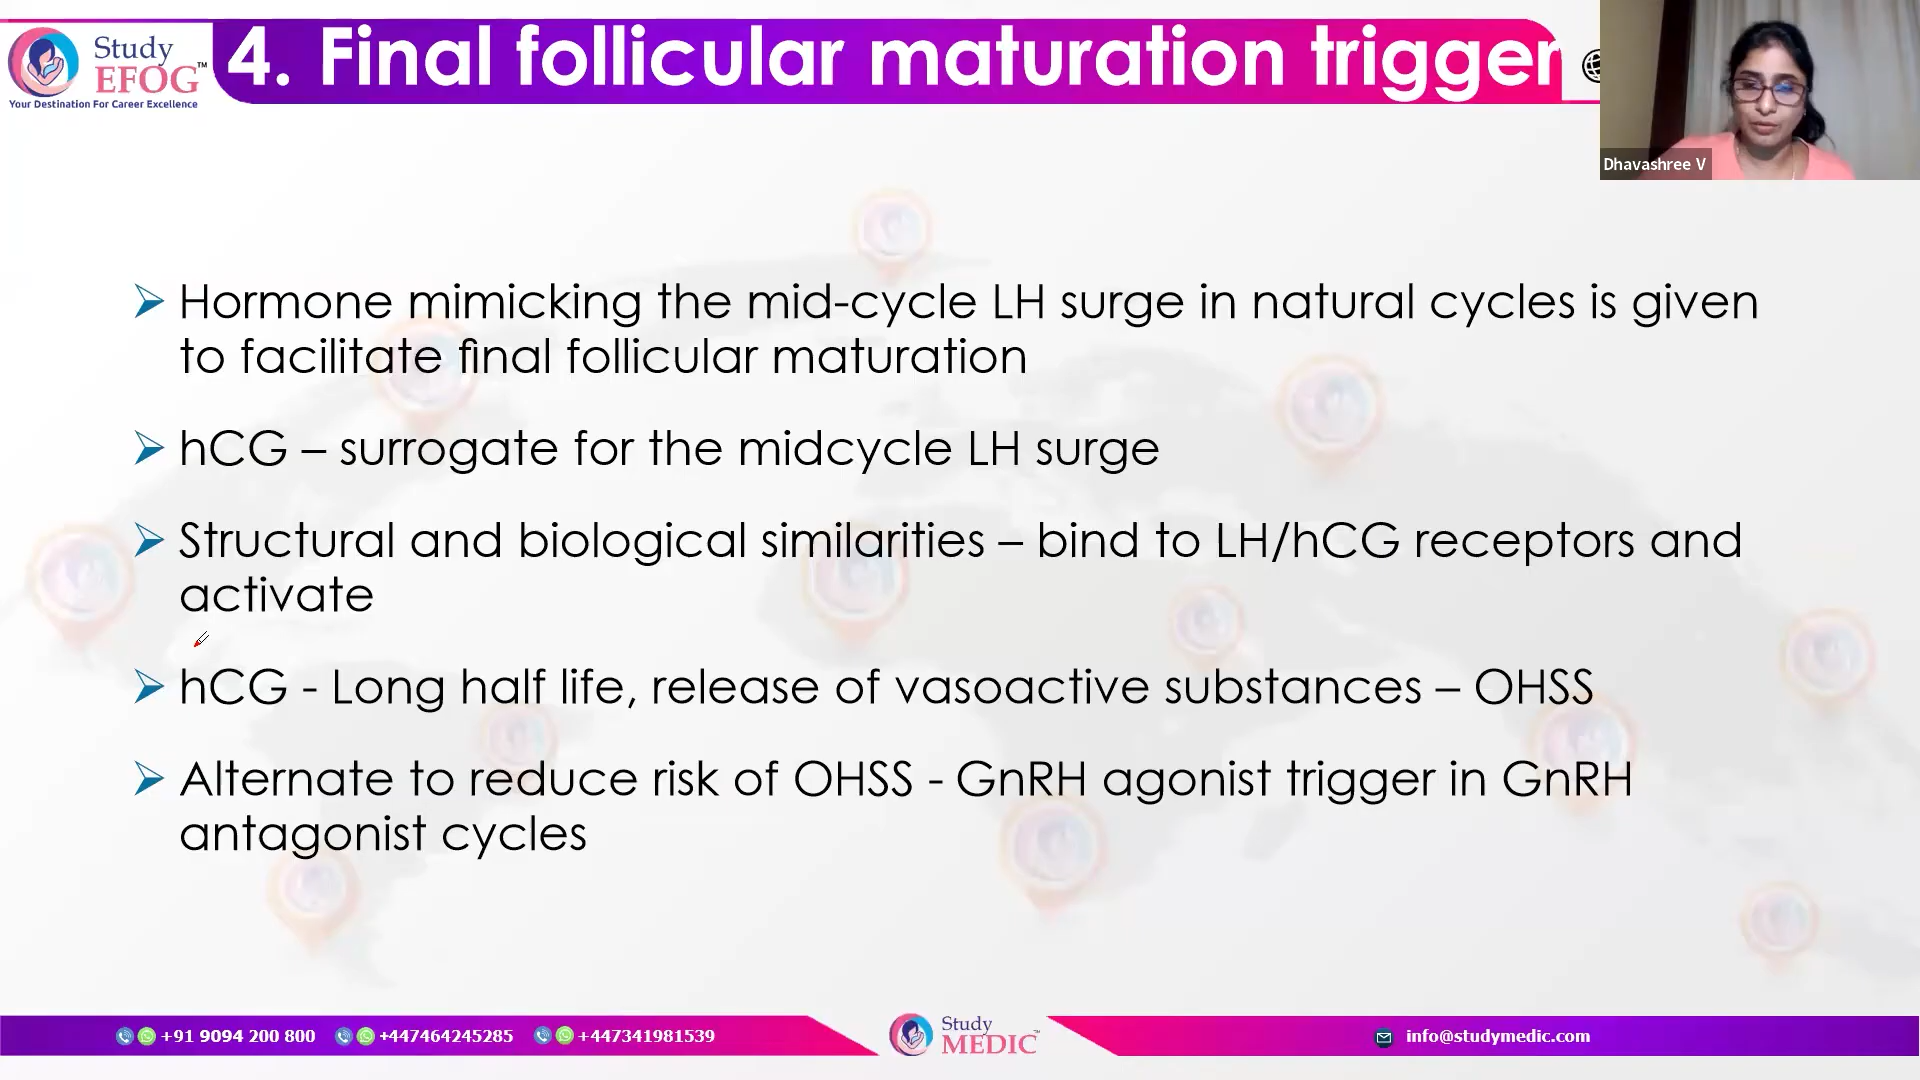 Study
EFOG™
Your Destination For Career Excellence
4. Final follicular maturation trigger
Dhavashree V
Hormone mimicking the mid-cycle LH surge in natural cycles is given
to facilitate final follicular maturation
hCG – surrogate for the midcycle LH surge
Structural and biological similarities – bind to LH/hCG receptors and
activate
hCG - Long half life, release of vasoactive substances – OHSS
Alternate to reduce risk of OHSS - GnRH agonist trigger in GnRH
antagonist cycles
+91 9094 200 800 +447464245285 +447341981539
Study
MEDIC™
info@studymedic.com